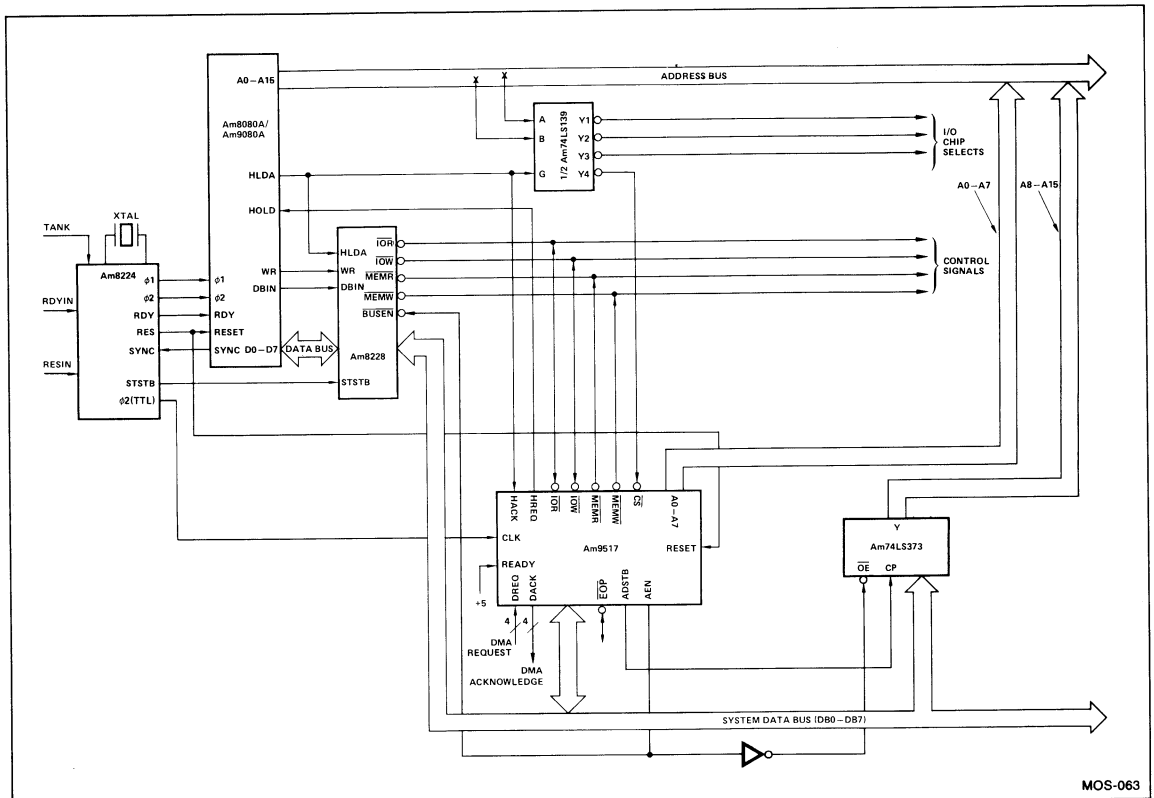 A0–A15
ADDRESS BUS
Am8080A/
Am9080A
A
B
G
1/2 Am74LS139
Y1
Y2
Y3
Y4
I/O
CHIP
SELECTS
A0–A7
A8–A15
HLDA
HOLD
XTAL
TANK
Am8224
RDYIN
RESIN
ϕ1
ϕ2
RDY
RES
SYNC
STSTB
ϕ2(TTL)
WR
DBIN
ϕ1
ϕ2
RDY
RESET
SYNC D0–D7
DATA BUS
HLDA
WR
DBIN
Am8228
STSTB
IOR
IOW
MEMR
MEMW
BUSEN
CONTROL
SIGNALS
HACK
HREQ
IOR
IOW
MEMR
MEMW
CS
A0–A7
CLK
Am9517
RESET
READY
DREQ
DACK
EOP
ADSTB
AEN
+5
4
4
DMA
REQUEST
DMA
ACKNOWLEDGE
Y
Am74LS373
OE
CP
SYSTEM DATA BUS (DB0–DB7)
MOS-063